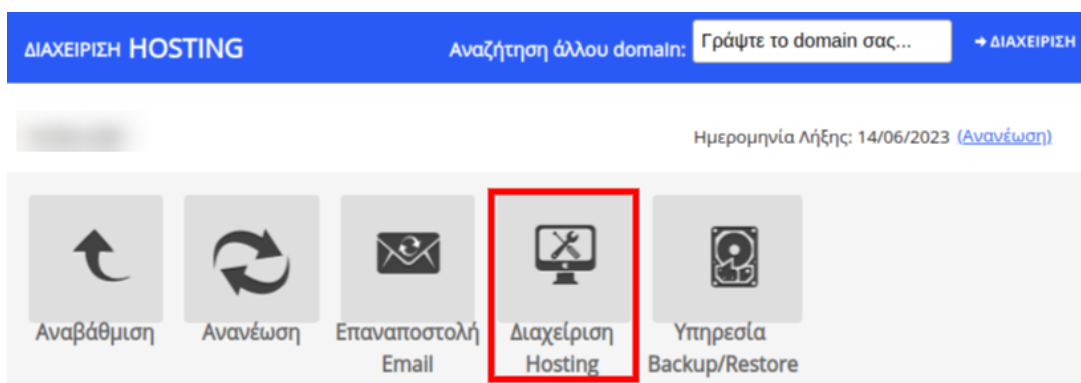 ΔΙΑΧΕΙΡΙΣΗ HOSTING Αναζήτηση άλλου domain: Γράψτε το domain σας... → ΔΙΑΧΕΙΡΙΣΗ
Ημερομηνία Λήξης: 14/06/2023 (Ανανέωση)
Αναβάθμιση Ανανέωση Επαναποστολή Διαχείριση Υπηρεσία
Email Hosting Backup/Restore